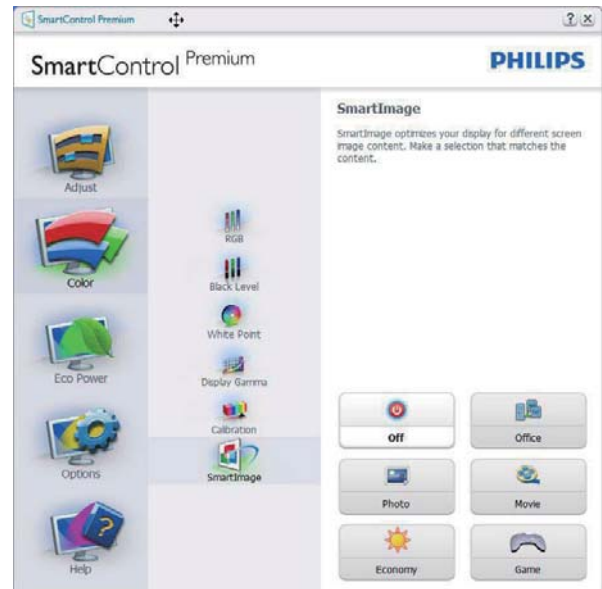 SmartControl Premium
? x
SmartControl Premium
PHILIPS
Adjust
Color
Eco Power
Options
Help
RGB
Black Level
White Point
Display Gamma
Calibration
SmartImage
SmartImage
SmartImage optimizes your display for different screen
image content. Make a selection that matches the
content.
Off
Office
Photo
Movie
Economy
Game